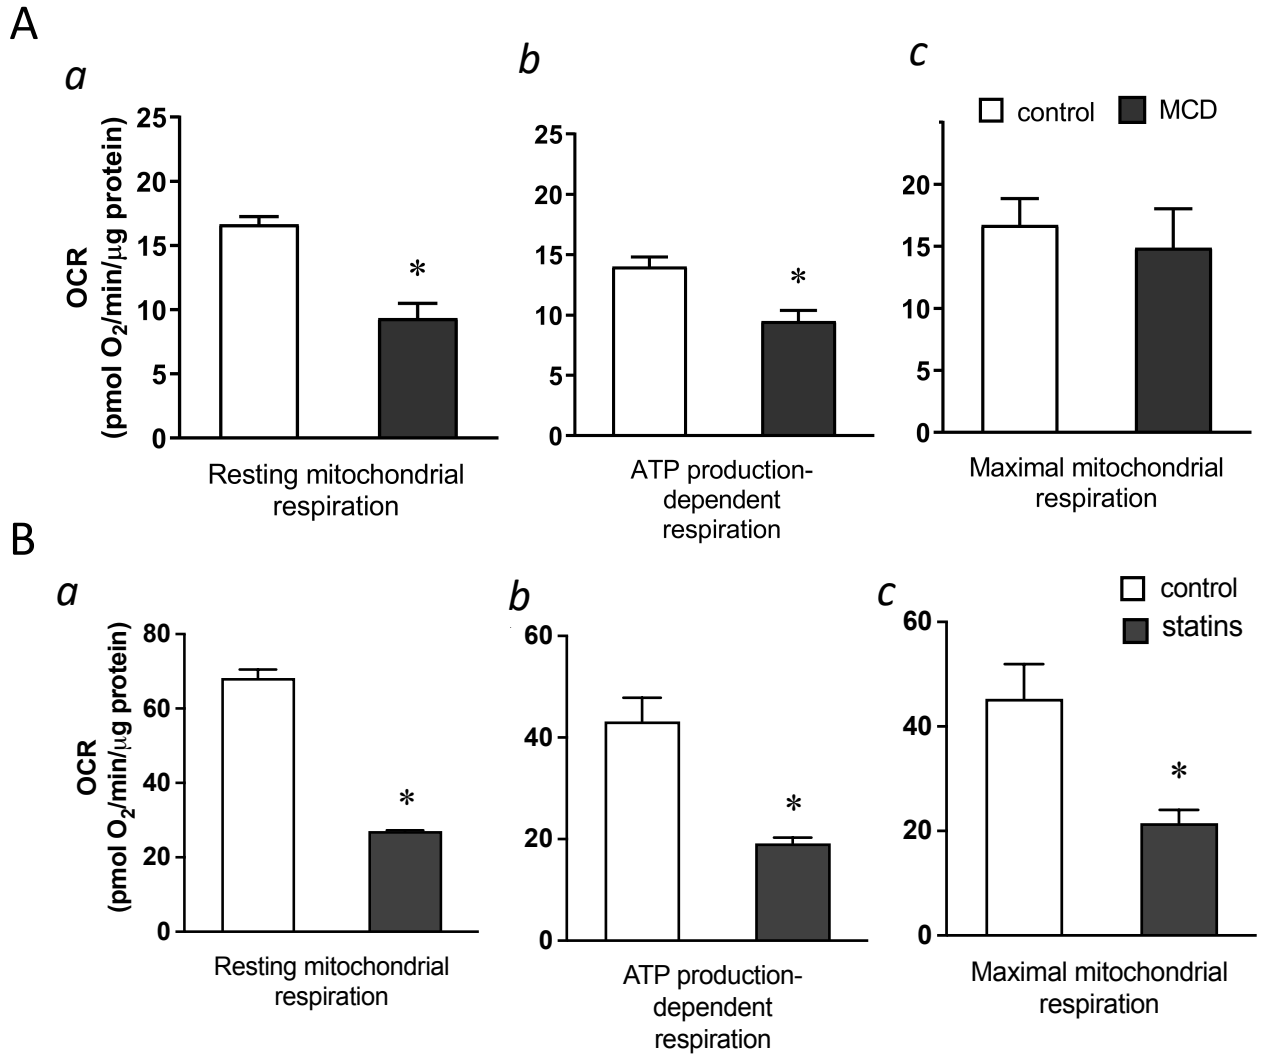 A
a
b
c
control
MCD
OCR
(pmol O2/min/µg protein)
25
20
15
10
5
0
*
Resting mitochondrial
respiration
25
20
15
10
5
0
*
ATP production-
dependent
respiration
20
15
10
5
0
Maximal mitochondrial
respiration
B
a
b
c
control
statins
OCR
(pmol O2/min/µg protein)
80
60
40
20
0
*
Resting mitochondrial
respiration
60
40
20
0
*
ATP production-
dependent
respiration
60
40
20
0
*
Maximal mitochondrial
respiration